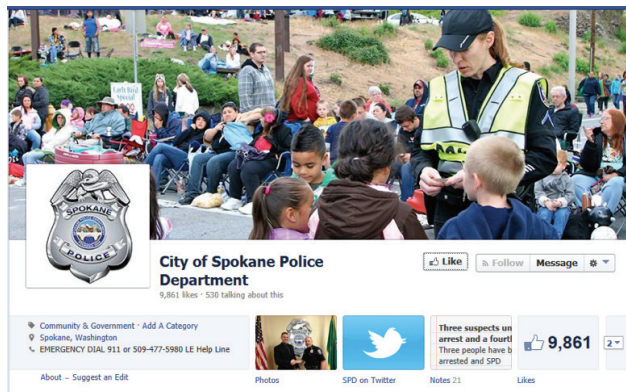 Early Bird
Special
SPOKANE
POLICE
City of Spokane Police
Department
9,861 likes · 530 talking about this
Like
Follow
Message
Community & Government · Add A Category
Spokane, Washington
EMERGENCY DIAL 911 or 509-477-5980 LE Help Line
About – Suggest an Edit
Photos
SPD on Twitter
Three suspects un
arrest and a fourt
Three people have b
arrested and SPD
Notes 21
9,861
Likes
2